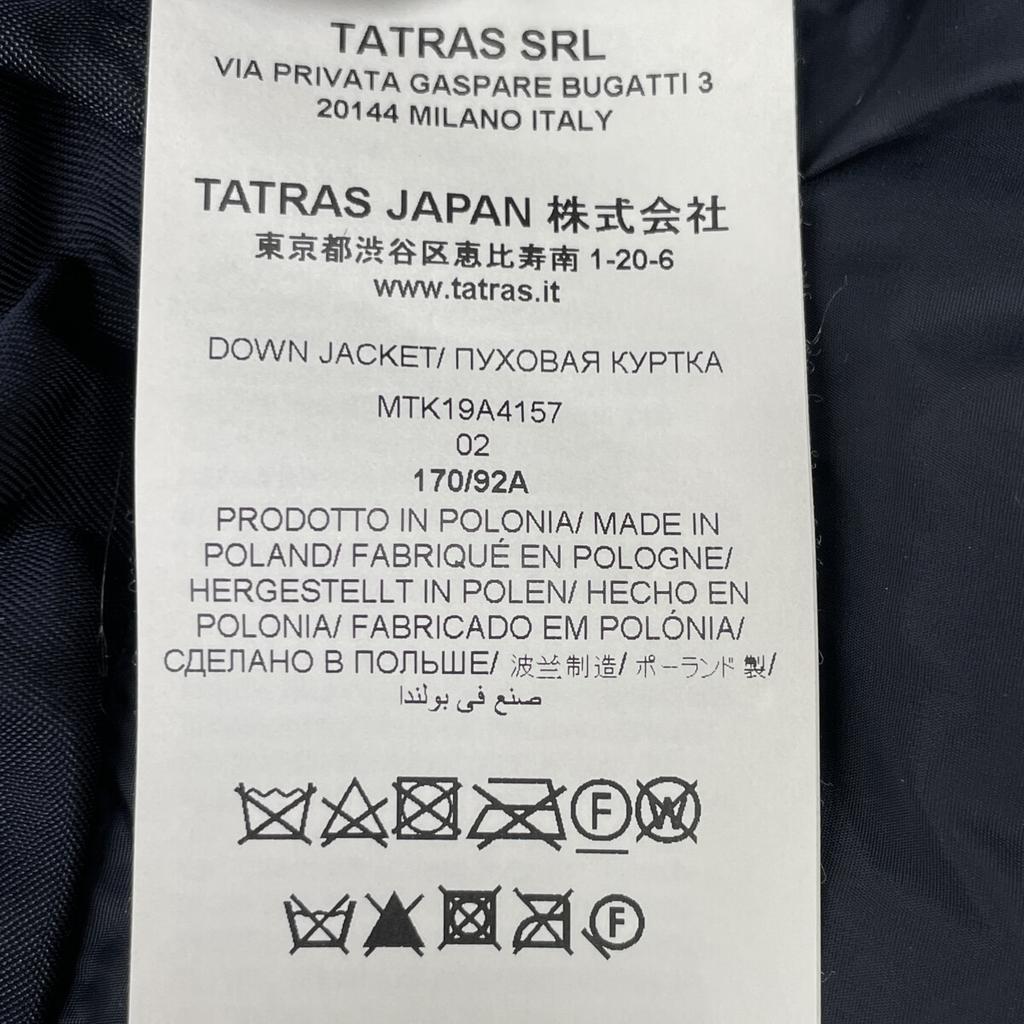 TATRAS SRL
VIA PRIVATA GASPARE BUGATTI 3
20144 MILANO ITALY
TATRAS JAPAN 株式会社
東京都渋谷区恵比寿南 1-20-6
www.tatras.it
DOWN JACKET/ ПУХОВАЯ КУРТКА
MTK19A4157
02
170/92A
PRODOTTO IN POLONIA/ MADE IN
POLAND/ FABRIQUÉ EN POLOGNE/
HERGESTELLT IN POLEN/ HECHO EN
POLONIA/ FABRICADO EM POLÓNIA/
СДЕЛАНО В ПОЛЬШЕ/ 波兰制造/ ポーランド 製/
صنع في بولندا
F W
F